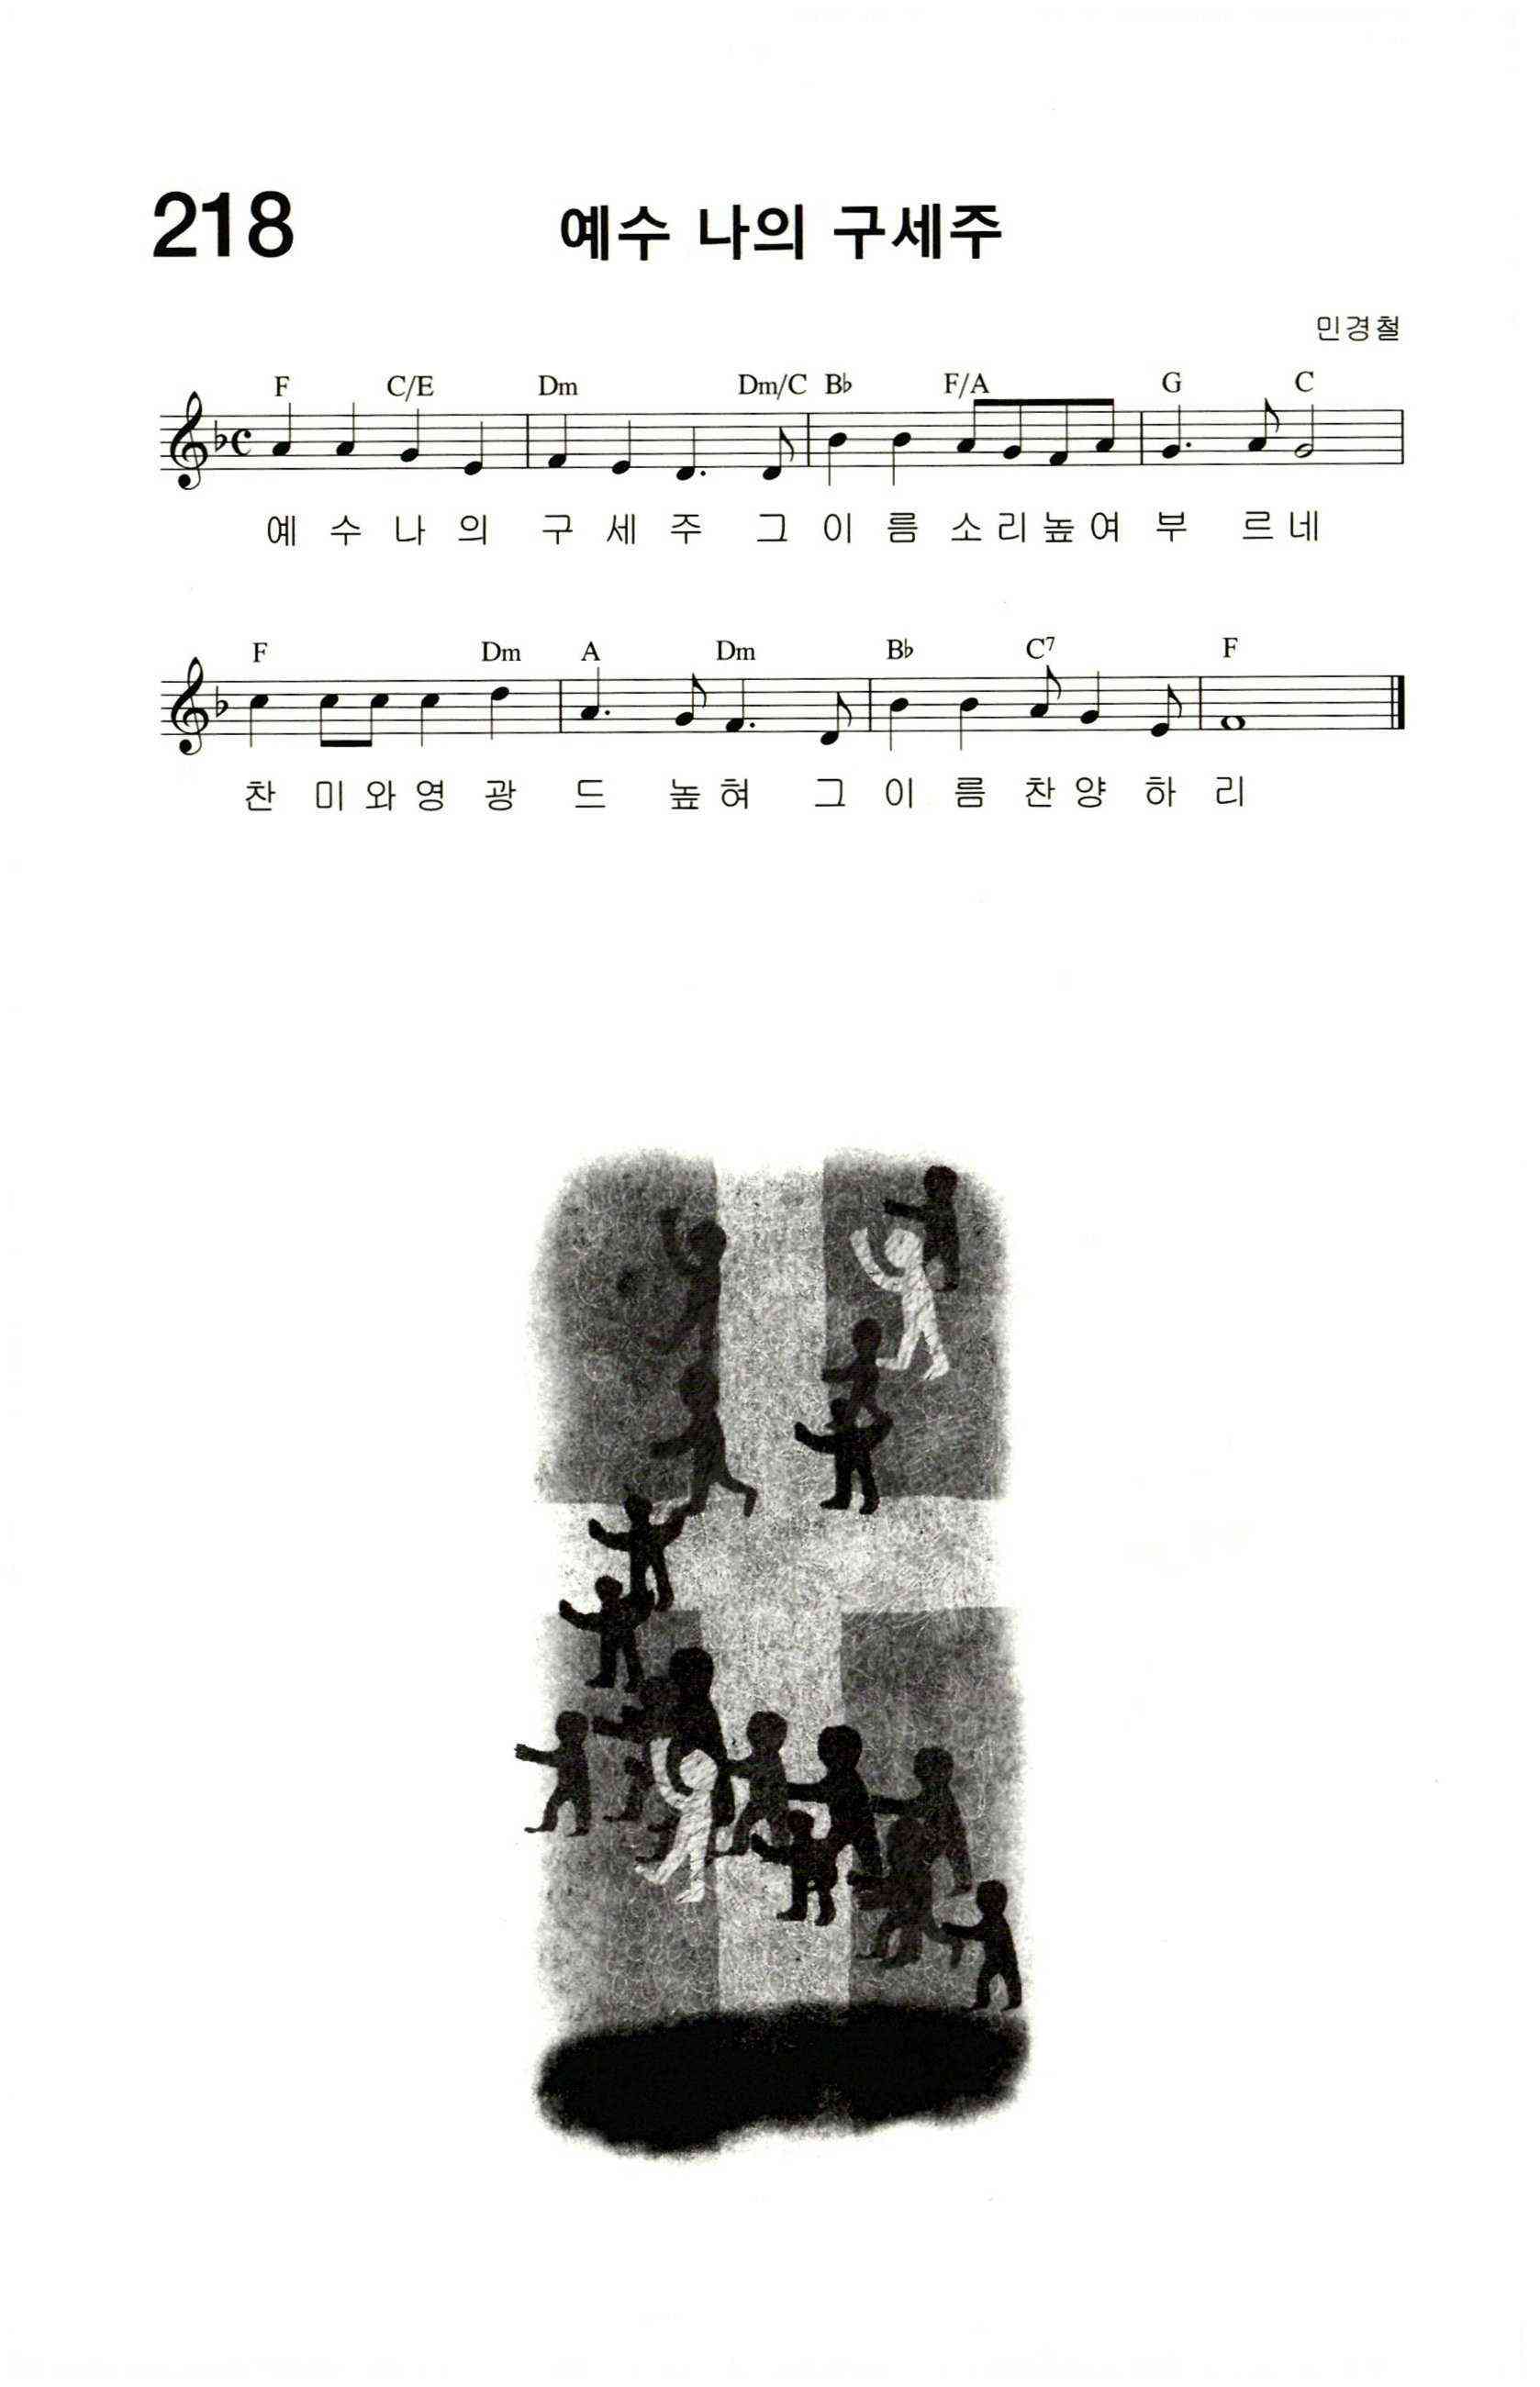 218
예수 나의 구세주
민경철
F C/E Dm Dm/C B♭ F/A G C
예 수 나 의 구 세 주 그 이 름 소 리 높 여 부 르 네
F Dm A Dm B♭ C7 F
찬 미 와 영 광 드 높 혀 그 이 름 찬 양 하 리